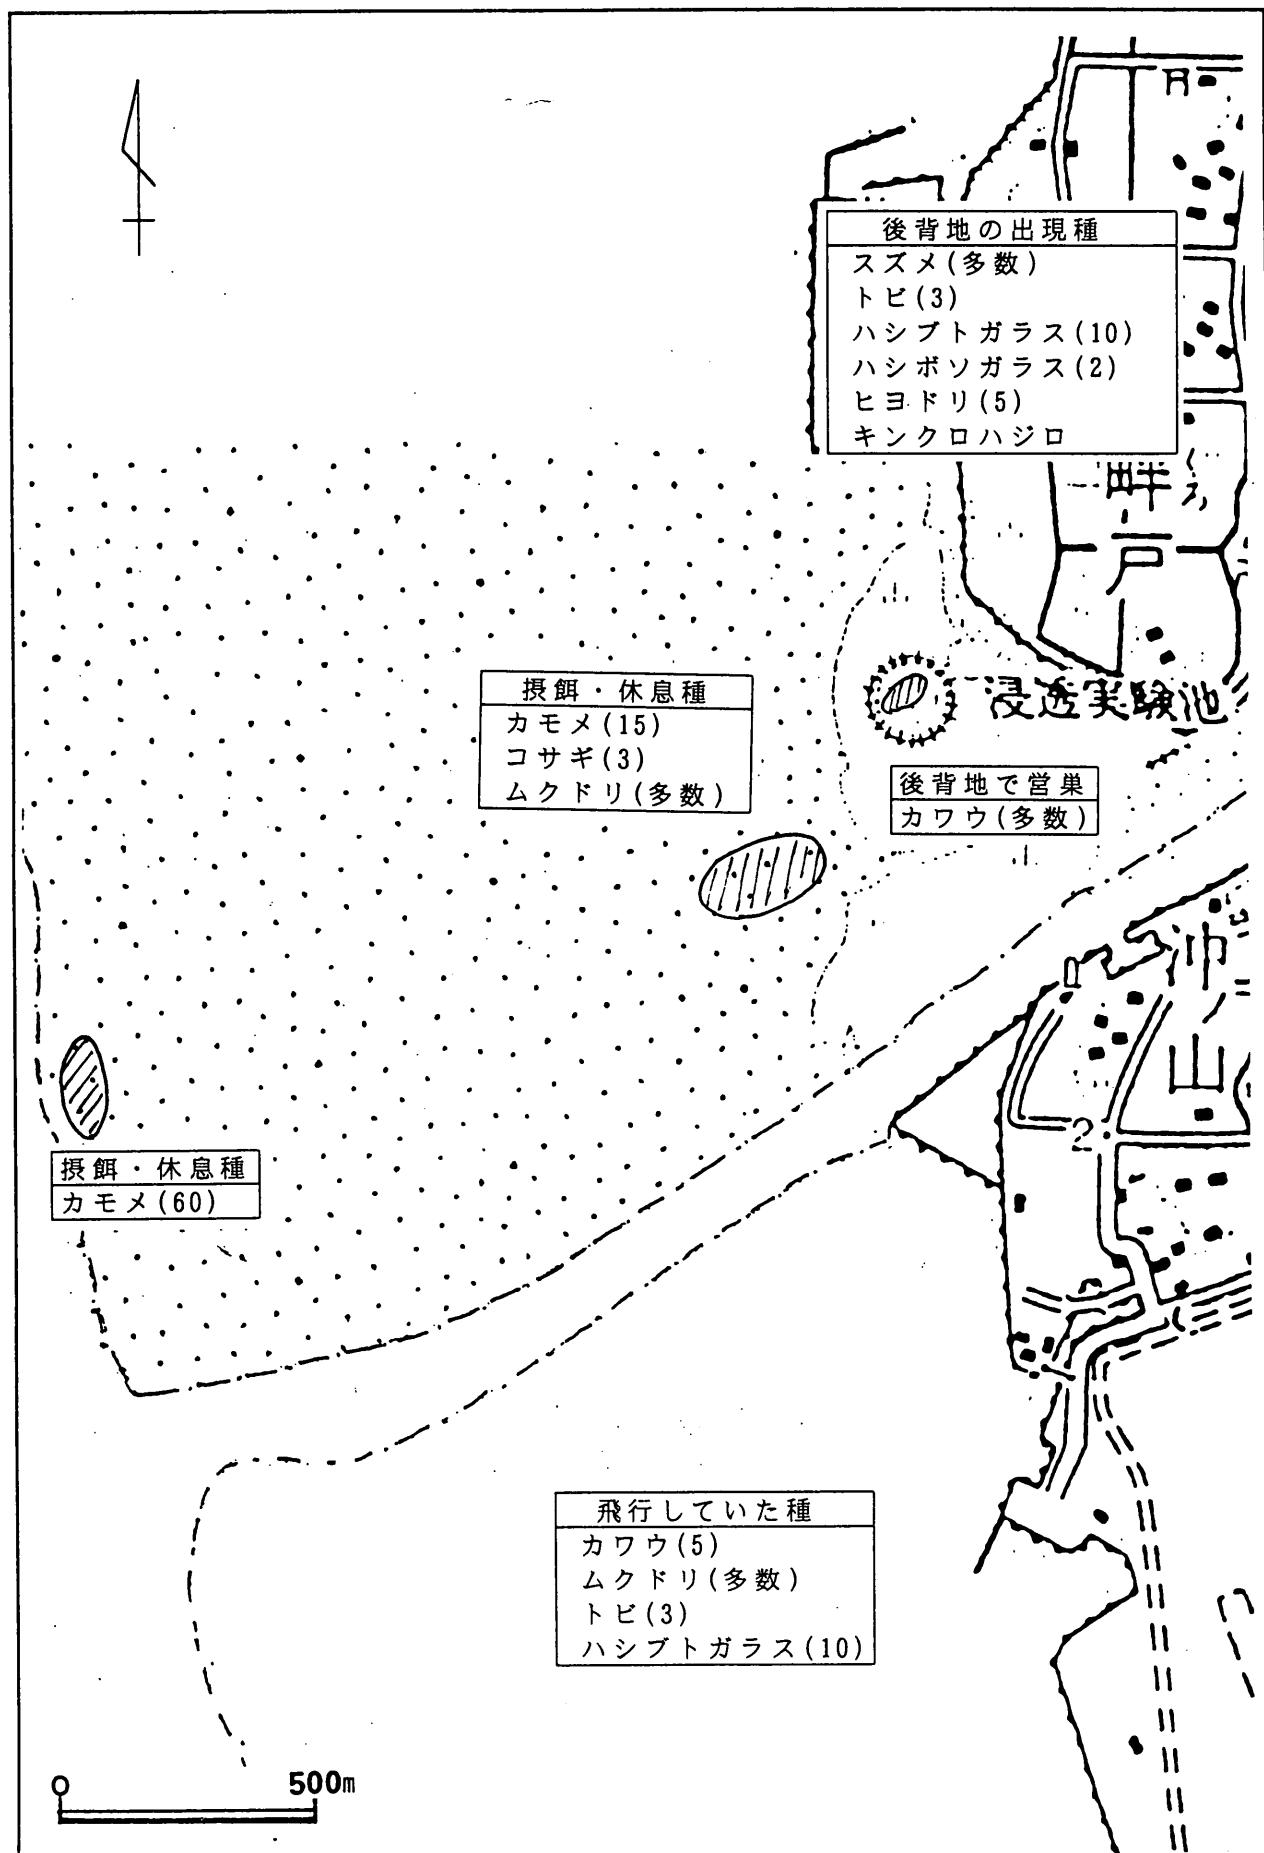 後背地の出現種
スズメ(多数)
トビ(3)
ハシブトガラス(10)
ハシボソガラス(2)
ヒヨドリ(5)
キンクロハジロ
畔
戸
摂餌・休息種
カモメ(15)
コサギ(3)
ムクドリ(多数)
浸透実験池
後背地で営巣
カワウ(多数)
沖
山
2
摂餌・休息種
カモメ(60)
飛行していた種
カワウ(5)
ムクドリ(多数)
トビ(3)
ハシブトガラス(10)
0 500m